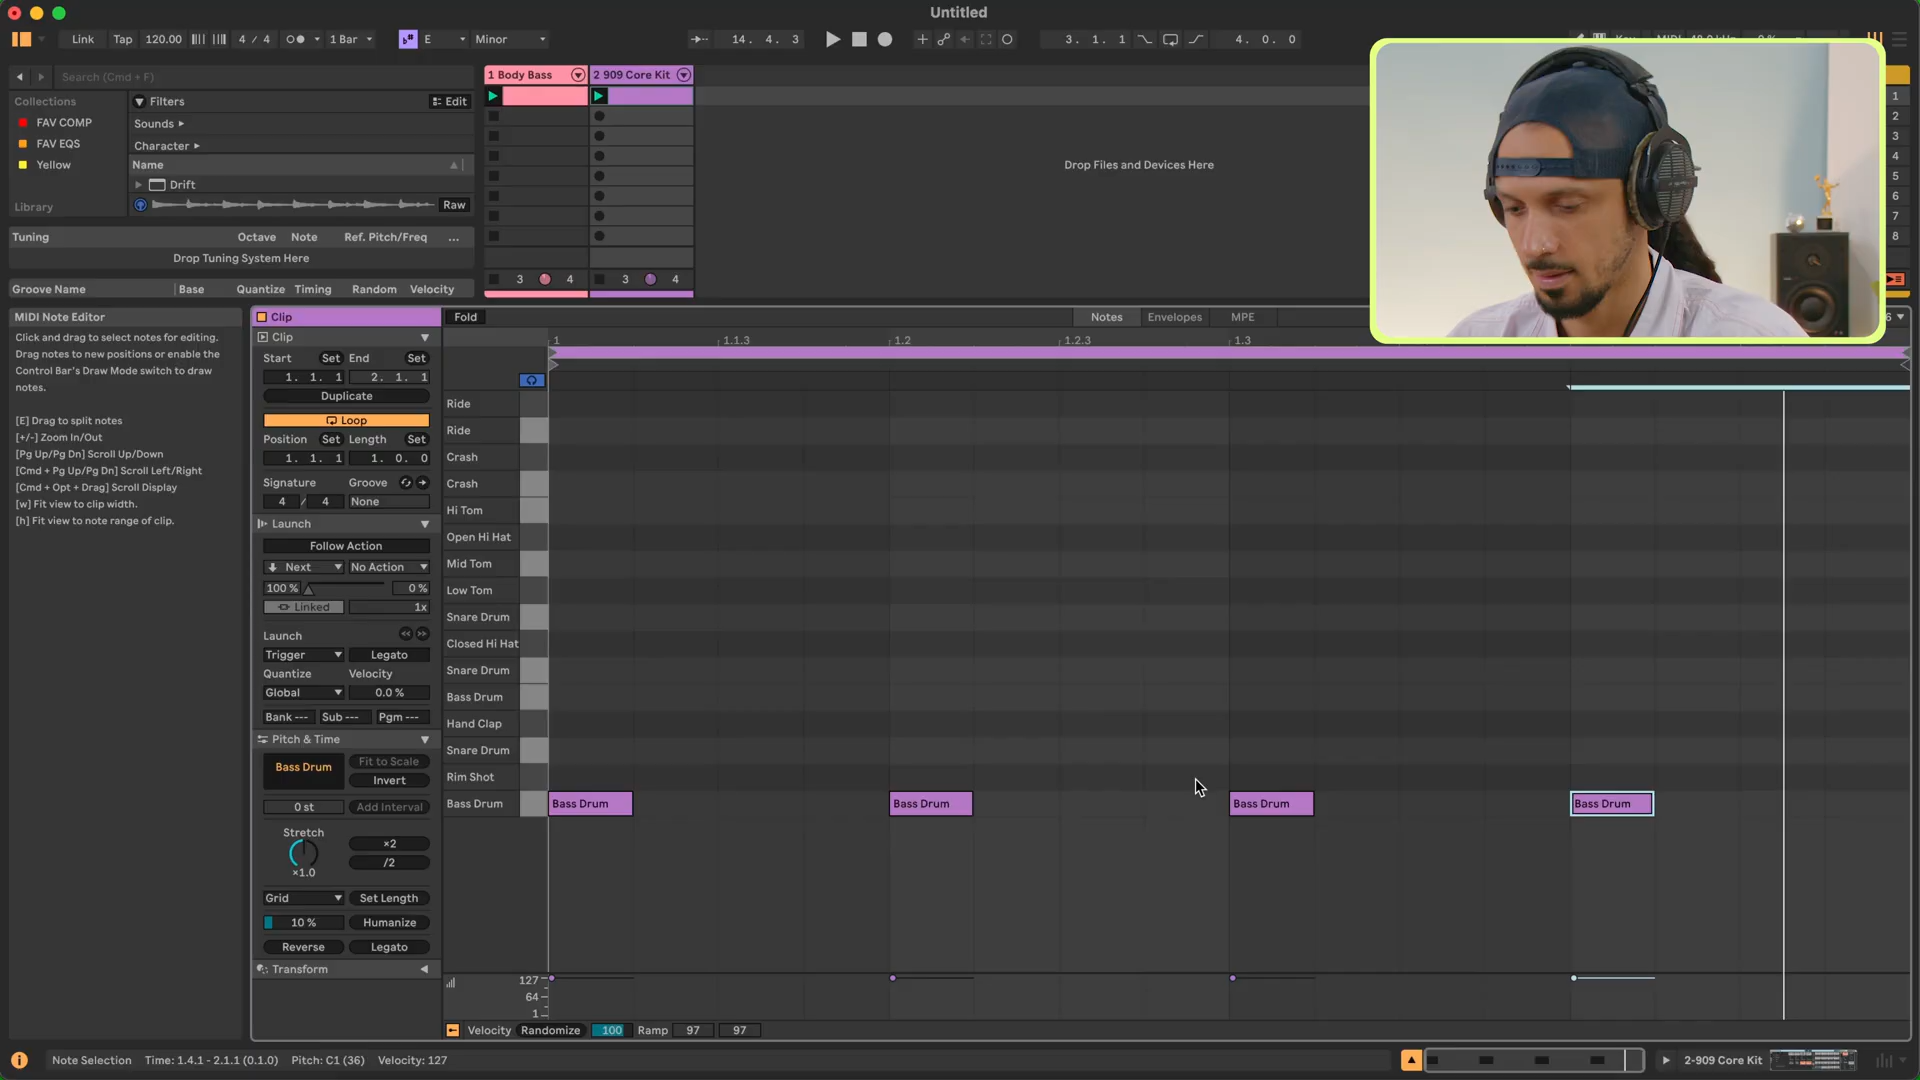 Untitled
Link Tap 120.00 4 / 4 1 Bar E Minor 14. 4. 3 3. 1. 1 4. 0. 0
Search (Cmd + F)
Collections
FAV COMP
FAV EQS
Yellow
Library
Filters Edit
Sounds
Character
Name
Drift
Raw
Tuning Octave Note Ref. Pitch/Freq ...
Drop Tuning System Here
Groove Name Base Quantize Timing Random Velocity
1 Body Bass 2 909 Core Kit
3 4 3 4
Drop Files and Devices Here
1
2
3
4
5
6
7
8
MIDI Note Editor
Click and drag to select notes for editing.
Drag notes to new positions or enable the
Control Bar's Draw Mode switch to draw
notes.
[E] Drag to split notes
[+/-] Zoom In/Out
[Pg Up/Pg Dn] Scroll Up/Down
[Cmd + Pg Up/Pg Dn] Scroll Left/Right
[Cmd + Opt + Drag] Scroll Display
[w] Fit view to clip width.
[h] Fit view to note range of clip.
Clip
Clip
Start Set End Set
1. 1. 1 2. 1. 1
Duplicate
Loop
Position Set Length Set
1. 1. 1 1. 0. 0
Signature Groove
4 / 4 None
Launch
Follow Action
Next No Action
100 % 0 %
Linked 1x
Launch
Trigger Legato
Quantize Velocity
Global 0.0 %
Bank --- Sub --- Pgm ---
Pitch & Time
Bass Drum Fit to Scale
Invert
0 st Add Interval
Stretch ×2
/2
×1.0
Grid Set Length
10 % Humanize
Reverse Legato
Transform
Fold Notes Envelopes MPE
1 1.1.3 1.2 1.2.3 1.3
Ride
Ride
Crash
Crash
Hi Tom
Open Hi Hat
Mid Tom
Low Tom
Snare Drum
Closed Hi Hat
Snare Drum
Bass Drum
Hand Clap
Snare Drum
Rim Shot
Bass Drum Bass Drum Bass Drum Bass Drum Bass Drum
127
64
1
Velocity Randomize 100 Ramp 97 97
Note Selection Time: 1.4.1 - 2.1.1 (0.1.0) Pitch: C1 (36) Velocity: 127 2-909 Core Kit